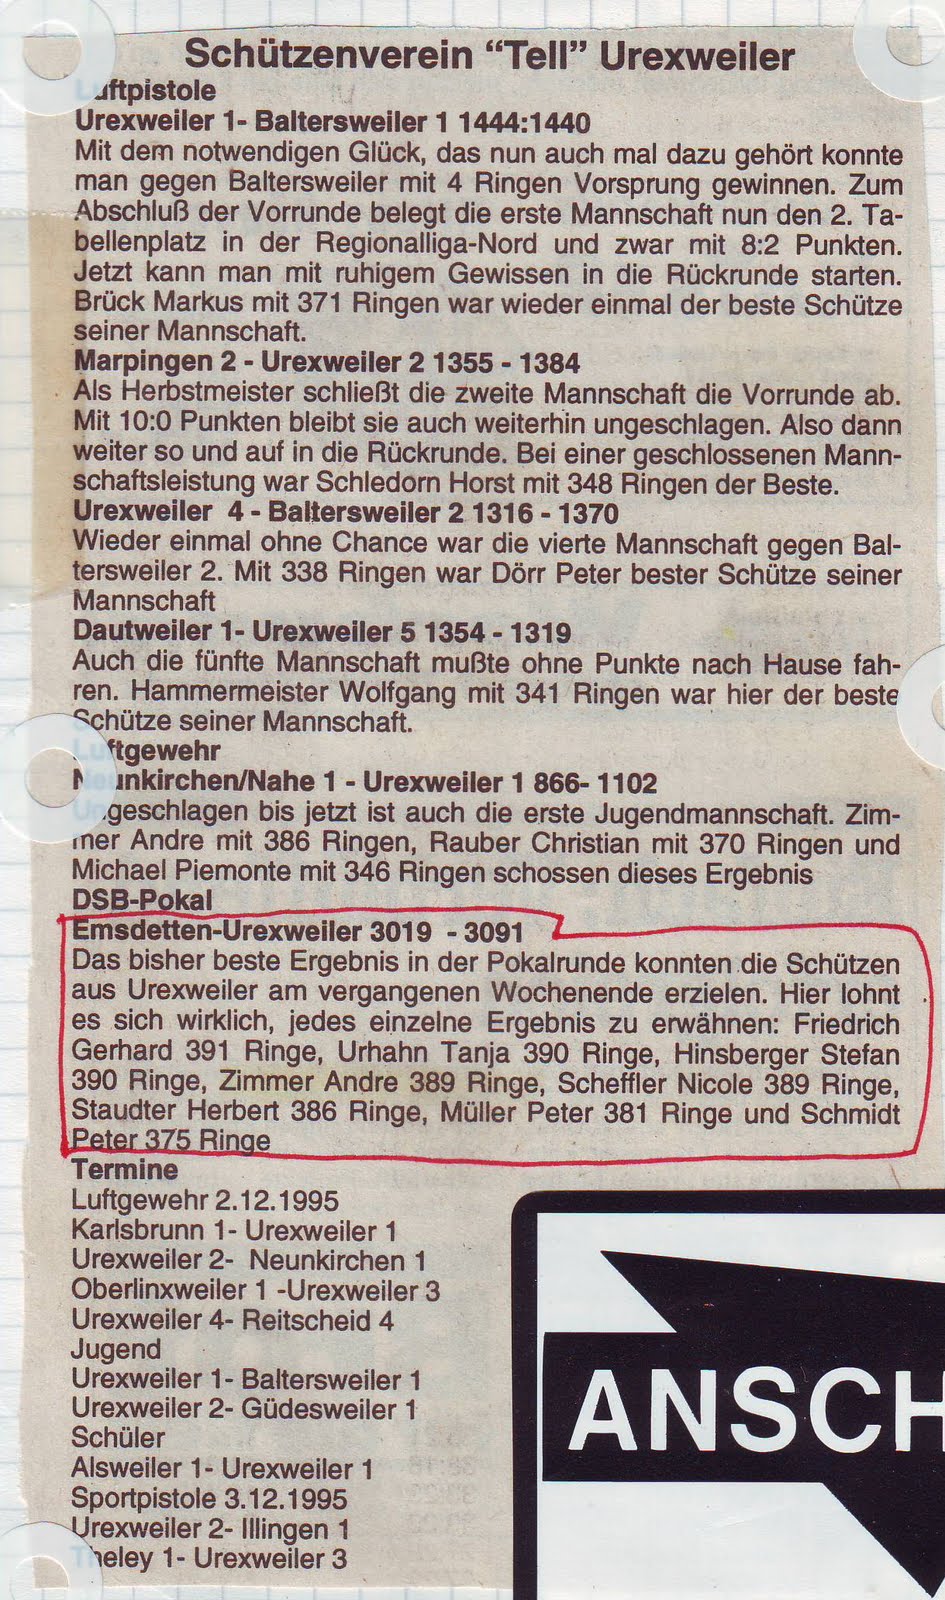 Schützenverein “Tell” Urexweiler
Luftpistole
Urexweiler 1- Baltersweiler 1 1444:1440
Mit dem notwendigen Glück, das nun auch mal dazu gehört konnte
man gegen Baltersweiler mit 4 Ringen Vorsprung gewinnen. Zum
Abschluß der Vorrunde belegt die erste Mannschaft nun den 2. Ta-
bellenplatz in der Regionalliga-Nord und zwar mit 8:2 Punkten.
Jetzt kann man mit ruhigem Gewissen in die Rückrunde starten.
Brück Markus mit 371 Ringen war wieder einmal der beste Schütze
seiner Mannschaft.
Marpingen 2 - Urexweiler 2 1355 - 1384
Als Herbstmeister schließt die zweite Mannschaft die Vorrunde ab.
Mit 10:0 Punkten bleibt sie auch weiterhin ungeschlagen. Also dann
weiter so und auf in die Rückrunde. Bei einer geschlossenen Mann-
schaftsleistung war Schledorn Horst mit 348 Ringen der Beste.
Urexweiler 4 - Baltersweiler 2 1316 - 1370
Wieder einmal ohne Chance war die vierte Mannschaft gegen Bal-
tersweiler 2. Mit 338 Ringen war Dörr Peter bester Schütze seiner
Mannschaft
Dautweiler 1- Urexweiler 5 1354 - 1319
Auch die fünfte Mannschaft mußte ohne Punkte nach Hause fah-
ren. Hammermeister Wolfgang mit 341 Ringen war hier der beste
Schütze seiner Mannschaft.
Luftgewehr
Neunkirchen/Nahe 1 - Urexweiler 1 866- 1102
Ungeschlagen bis jetzt ist auch die erste Jugendmannschaft. Zim-
mer Andre mit 386 Ringen, Rauber Christian mit 370 Ringen und
Michael Piemonte mit 346 Ringen schossen dieses Ergebnis
DSB-Pokal
Emsdetten-Urexweiler 3019 - 3091
Das bisher beste Ergebnis in der Pokalrunde konnten die Schützen
aus Urexweiler am vergangenen Wochenende erzielen. Hier lohnt
es sich wirklich, jedes einzelne Ergebnis zu erwähnen: Friedrich
Gerhard 391 Ringe, Urhahn Tanja 390 Ringe, Hinsberger Stefan
390 Ringe, Zimmer Andre 389 Ringe, Scheffler Nicole 389 Ringe,
Staudter Herbert 386 Ringe, Müller Peter 381 Ringe und Schmidt
Peter 375 Ringe
Termine
Luftgewehr 2.12.1995
Karlsbrunn 1- Urexweiler 1
Urexweiler 2- Neunkirchen 1
Oberlinxweiler 1 -Urexweiler 3
Urexweiler 4- Reitscheid 4
Jugend
Urexweiler 1- Baltersweiler 1
Urexweiler 2- Güdesweiler 1
Schüler
Alsweiler 1- Urexweiler 1
Sportpistole 3.12.1995
Urexweiler 2- Illingen 1
Theley 1- Urexweiler 3
ANSCH